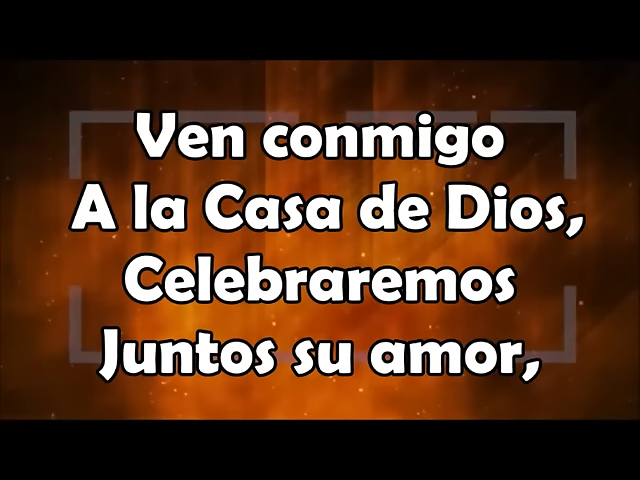 Ven conmigo
A la Casa de Dios,
Celebraremos
Juntos su amor,